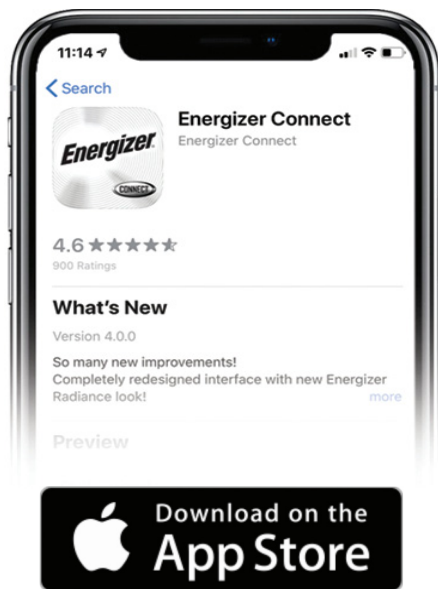 11:14
Search
Energizer
CONNECT
Energizer Connect
Energizer Connect
4.6
900 Ratings
What's New
Version 4.0.0
So many new improvements!
Completely redesigned interface with new Energizer
Radiance look!
more
Preview
Download on the
App Store